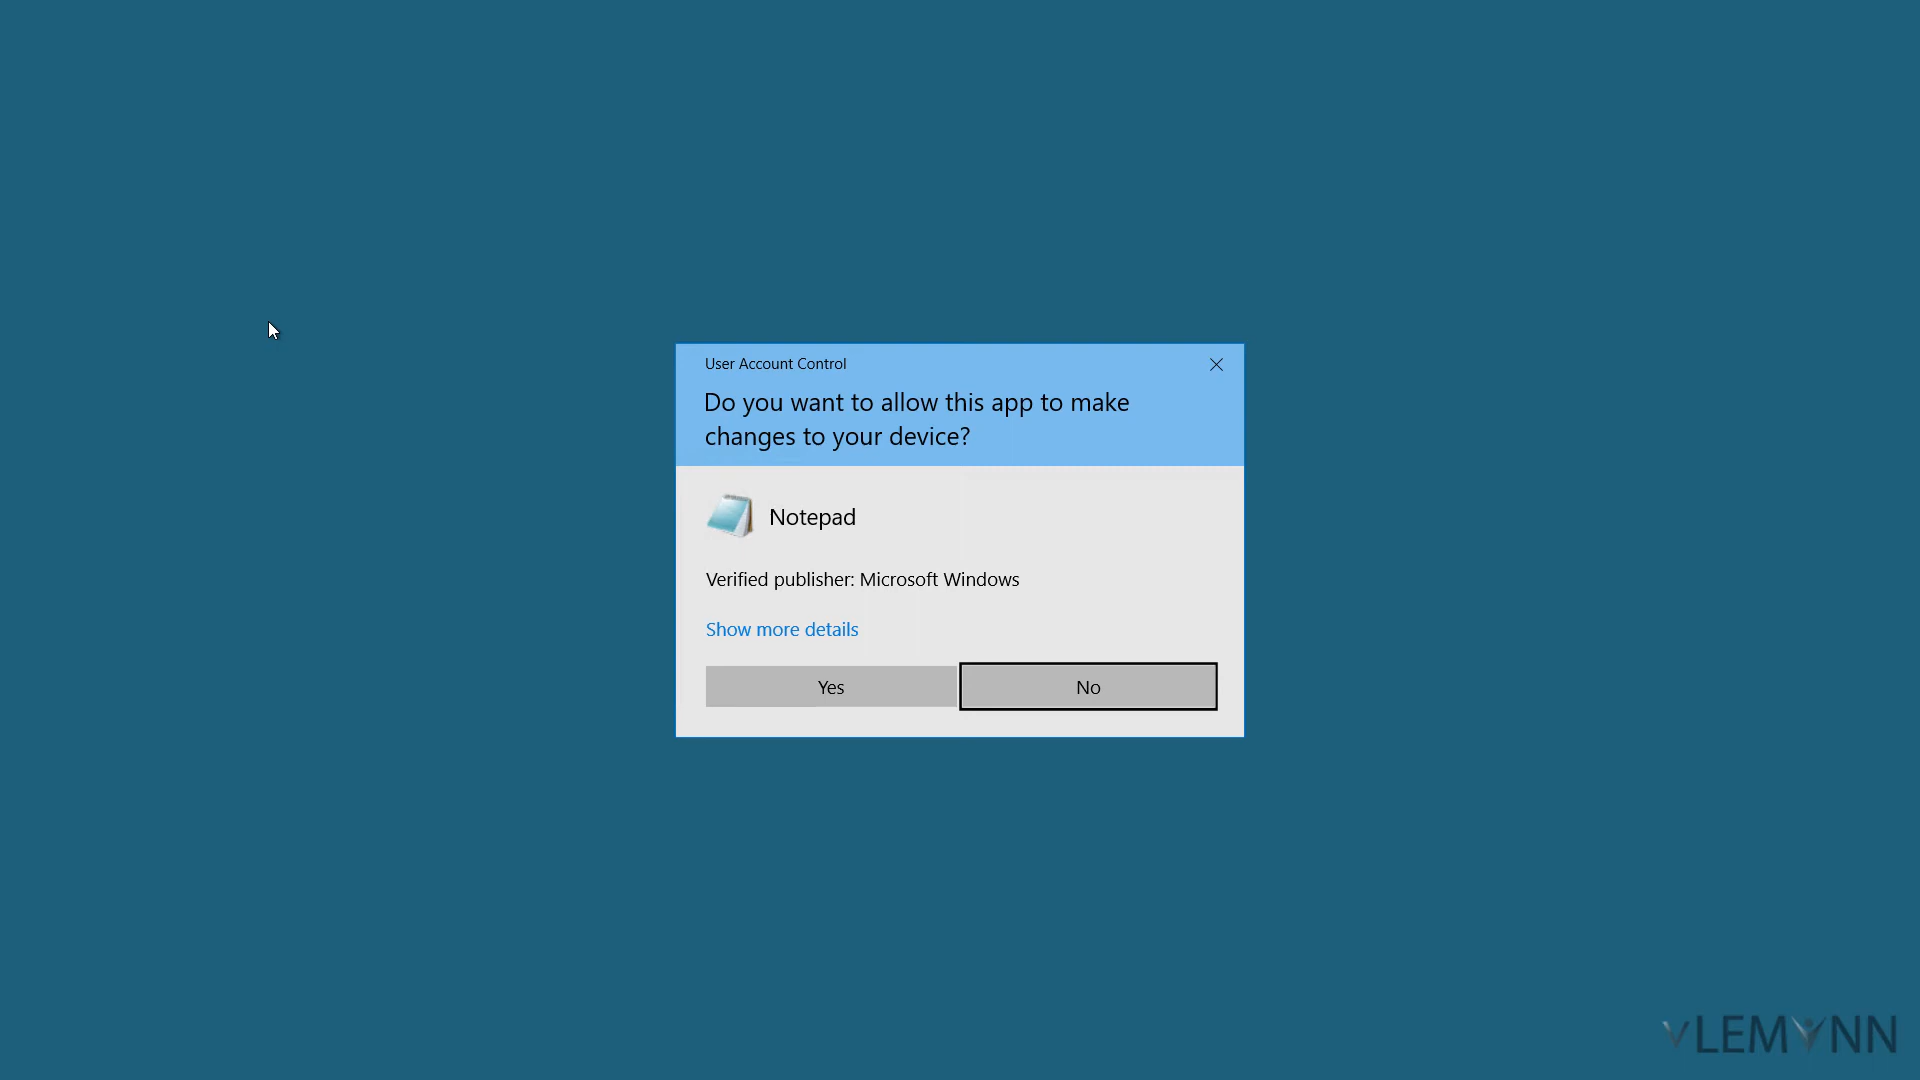 User Account Control
Do you want to allow this app to make
changes to your device?
Notepad
Verified publisher: Microsoft Windows
Show more details
Yes
No
VLEMYNN